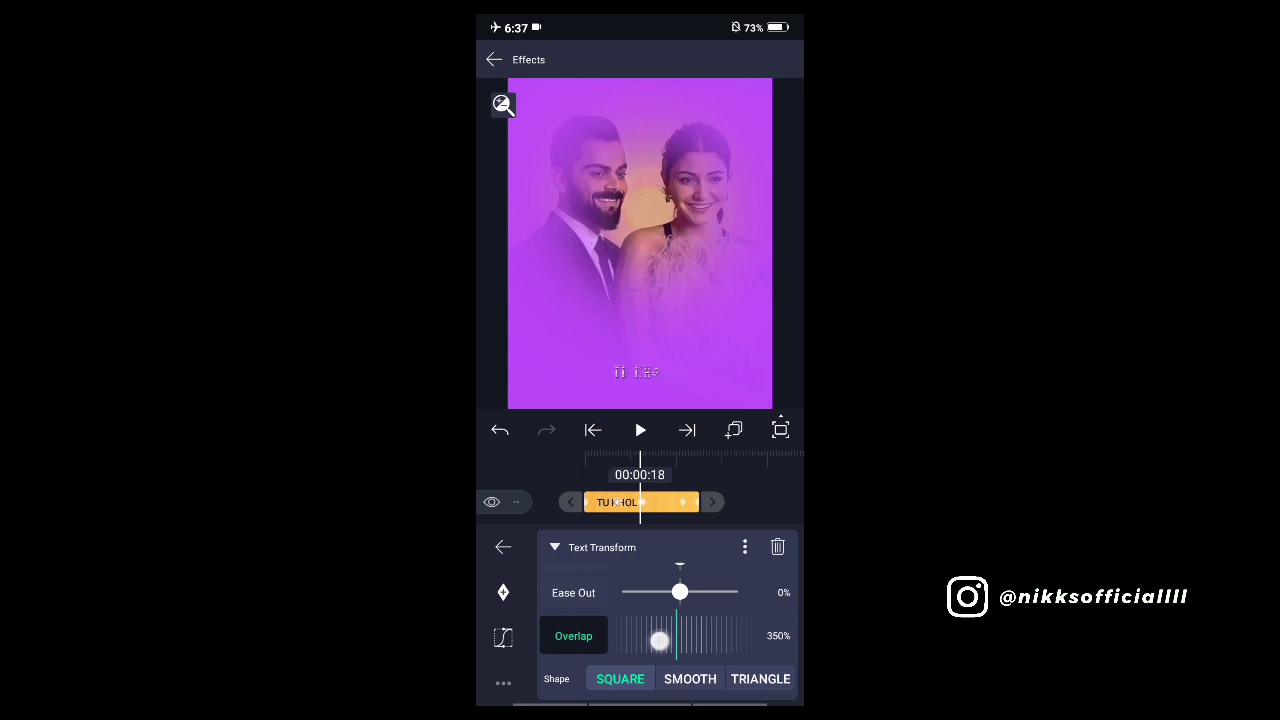 6:37
73%
Effects
00:00:18
TU KHOL
Text Transform
Ease Out
0%
Overlap
350%
Shape
SQUARE
SMOOTH
TRIANGLE
@nikksofficiallll